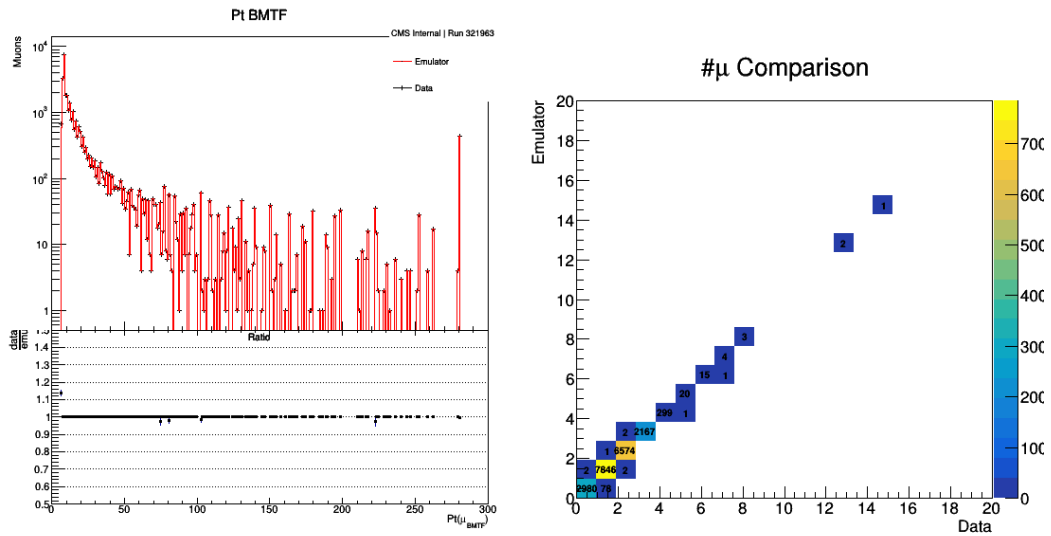 Pt BMTF
CMS Internal | Run 321963
Muons
Emulator
Data
10⁴
10³
10²
10
1
data
emu
Ratio
1.4
1.3
1.2
1.1
1
0.9
0.8
0.7
0.6
0.5
0 50 100 150 200 250 300
Pt(μBMTF)
#μ Comparison
Emulator
20
18
16
14
12
10
8
6
4
2
0
1
2
3
4
15 1
20
299 1
2 2167
1 6574
2 7846 2
2980 78
0 2 4 6 8 10 12 14 16 18 20
Data
700
600
500
400
300
200
100
0